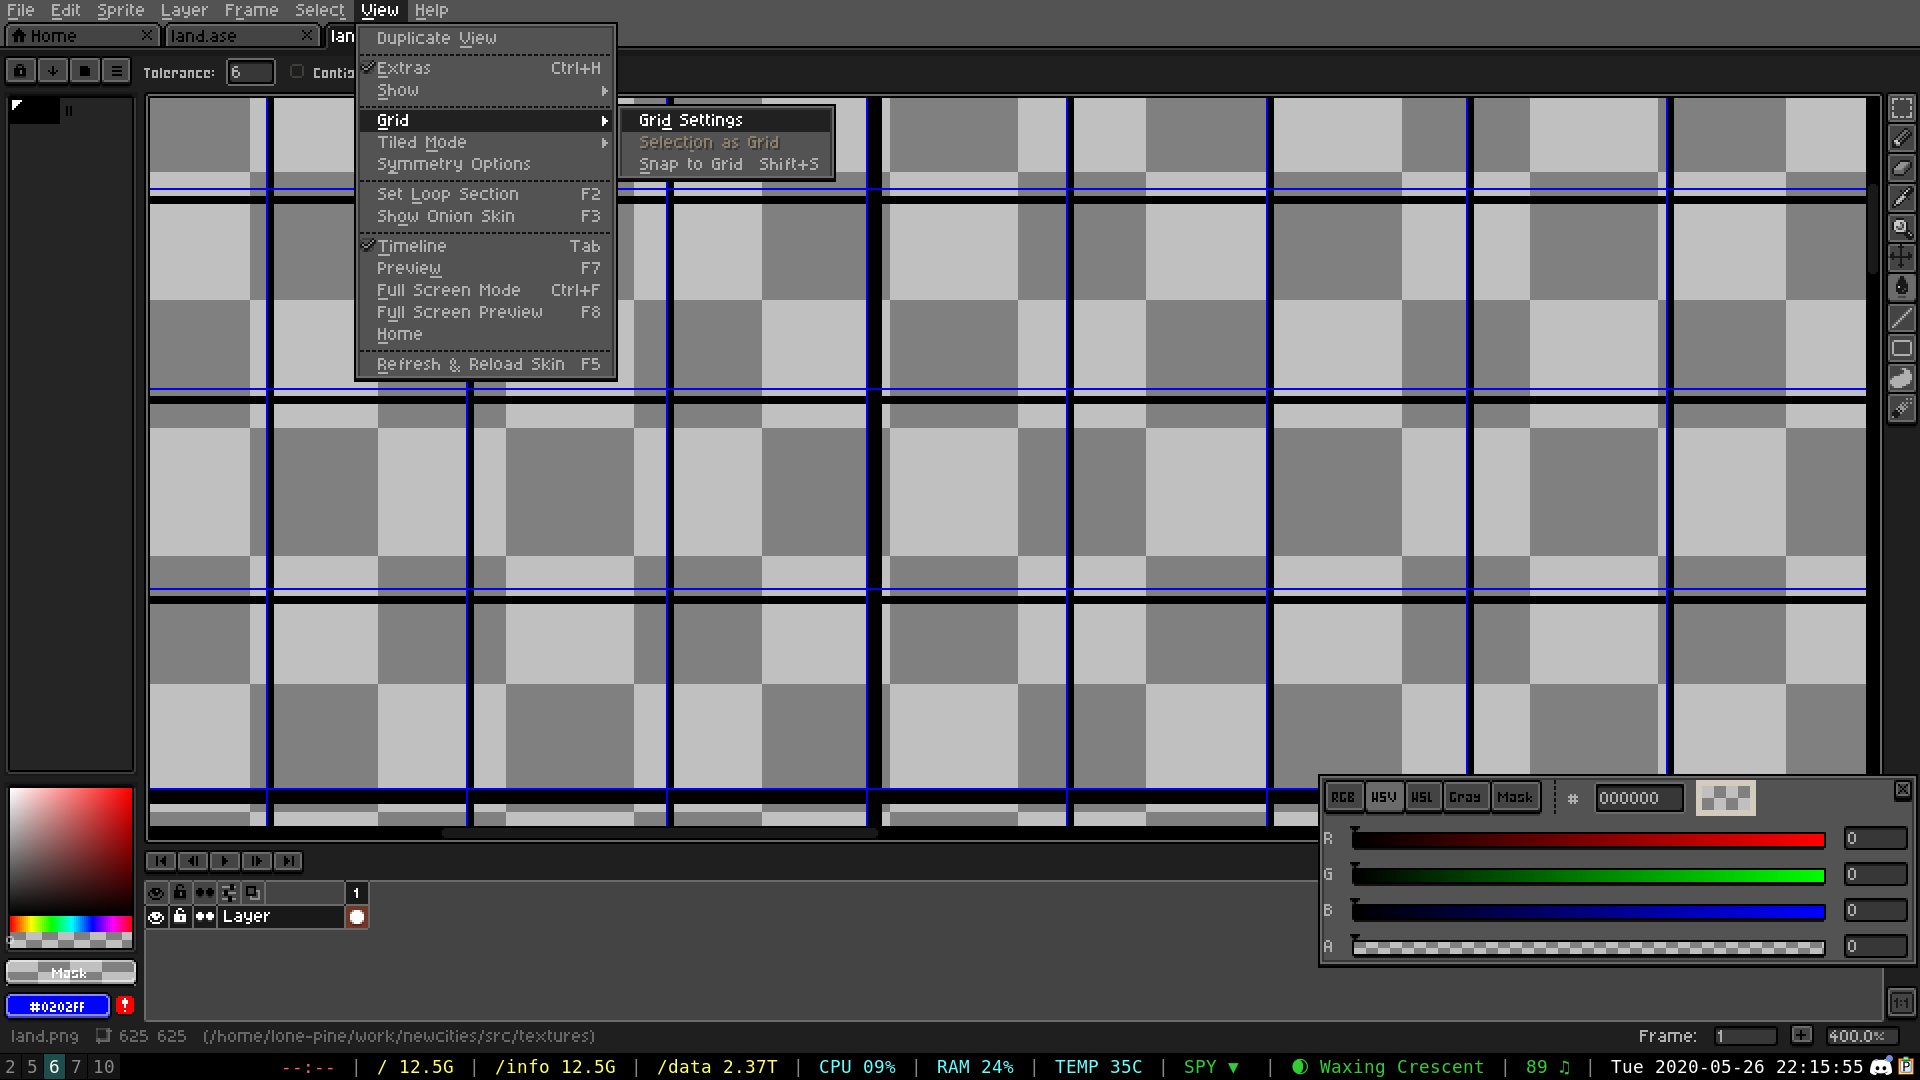 File Edit Sprite Layer Frame Select View Help
Home land.ase lan
Duplicate View
Tolerance: 6 Contig
Extras Ctrl+H
Show
Grid
Tiled Mode
Symmetry Options
Grid Settings
Selection as Grid
Snap to Grid Shift+S
Set Loop Section F2
Show Onion Skin F3
Timeline Tab
Preview F7
Full Screen Mode Ctrl+F
Full Screen Preview F8
Home
Refresh & Reload Skin F5
RGB HSV HSL Gray Mask # 000000
R 0
G 0
B 0
A 0
1
Layer
Mask
#0202FF
1:1
land.png 625 625 (/home/lone-pine/work/newcities/src/textures) Frame: 1 + 400.0%
2 5 6 7 10 --:-- | / 12.5G | /info 12.5G | /data 2.37T | CPU 09% | RAM 24% | TEMP 35C | SPY ▼ | Waxing Crescent | 89 ♫ | Tue 2020-05-26 22:15:55